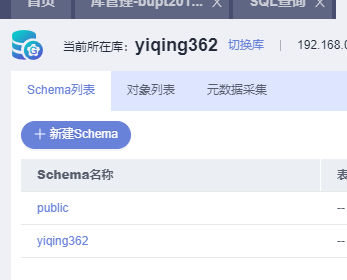 首页 库管理-bupt201... X SQL查询 X
当前所在库: yiqing362 切换库 | 192.168.0
Schema列表 对象列表 元数据采集
+ 新建Schema
Schema名称 表
public --
yiqing362 --